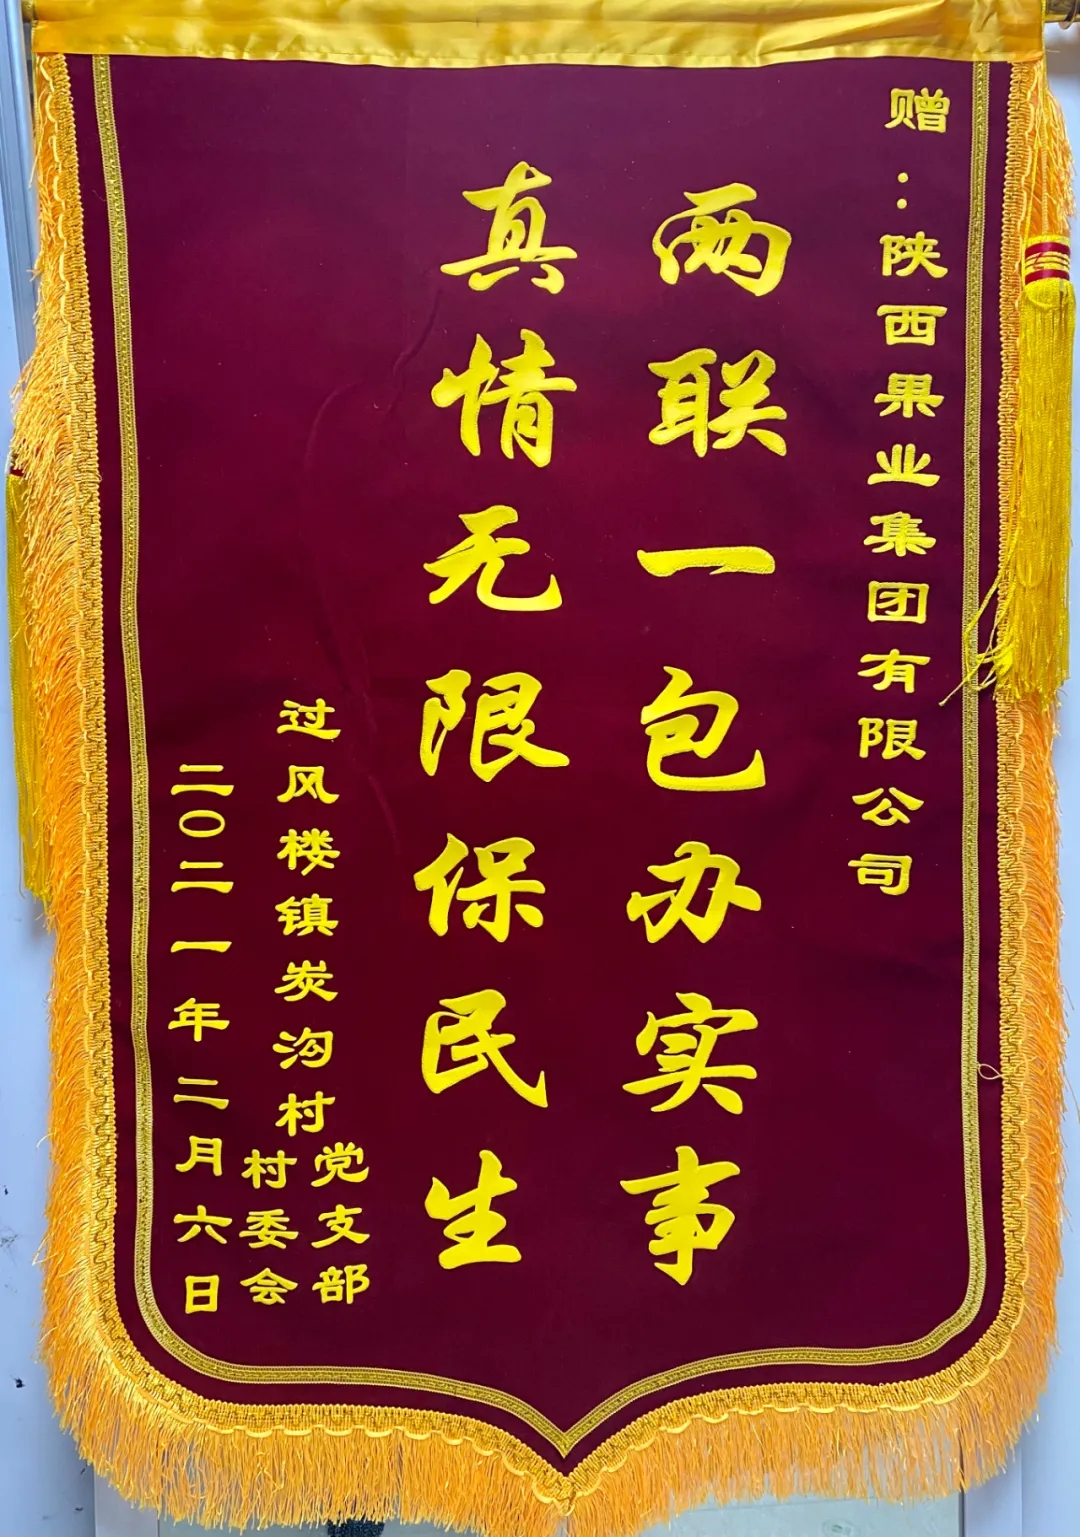 赠：陕西果业集团有限公司
两联一包办实事
真情无限保民生
过风楼镇炭沟村
党支部
村委会
二〇二一年二月六日